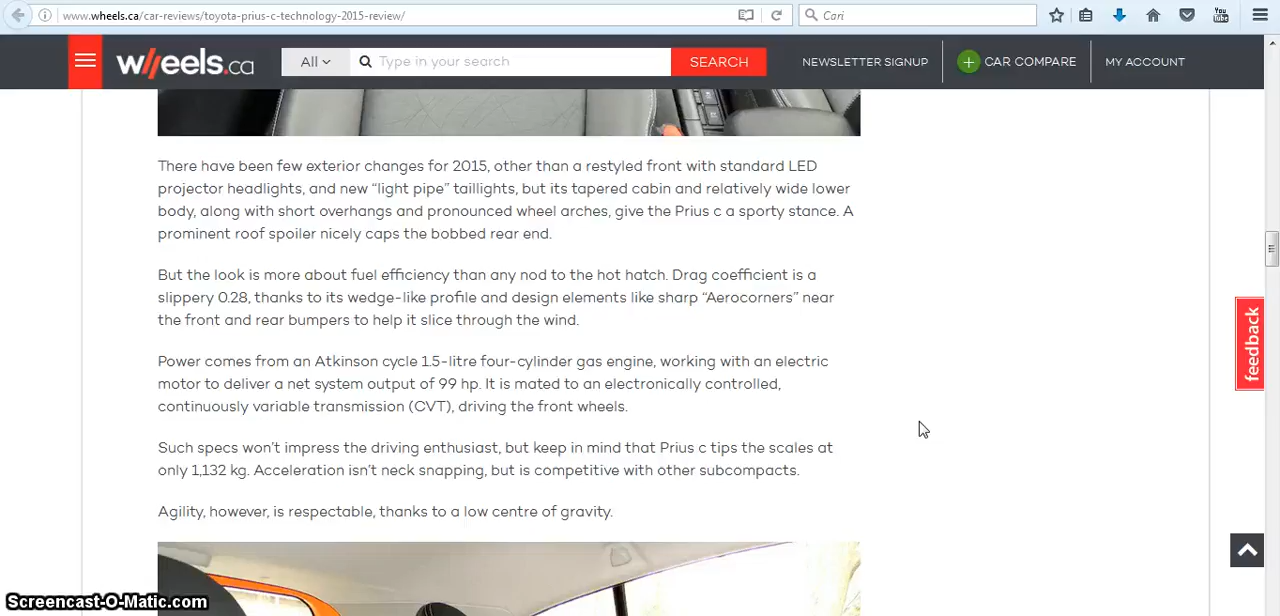 www.wheels.ca/car-reviews/toyota-prius-c-technology-2015-review/
Cari
You Tube
wheels.ca
All
Type in your search
SEARCH
NEWSLETTER SIGNUP
CAR COMPARE
MY ACCOUNT
There have been few exterior changes for 2015, other than a restyled front with standard LED
projector headlights, and new “light pipe” taillights, but its tapered cabin and relatively wide lower
body, along with short overhangs and pronounced wheel arches, give the Prius c a sporty stance. A
prominent roof spoiler nicely caps the bobbed rear end.
But the look is more about fuel efficiency than any nod to the hot hatch. Drag coefficient is a
slippery 0.28, thanks to its wedge-like profile and design elements like sharp “Aerocorners” near
the front and rear bumpers to help it slice through the wind.
Power comes from an Atkinson cycle 1.5-litre four-cylinder gas engine, working with an electric
motor to deliver a net system output of 99 hp. It is mated to an electronically controlled,
continuously variable transmission (CVT), driving the front wheels.
Such specs won’t impress the driving enthusiast, but keep in mind that Prius c tips the scales at
only 1,132 kg. Acceleration isn’t neck snapping, but is competitive with other subcompacts.
Agility, however, is respectable, thanks to a low centre of gravity.
feedback
Screencast-O-Matic.com